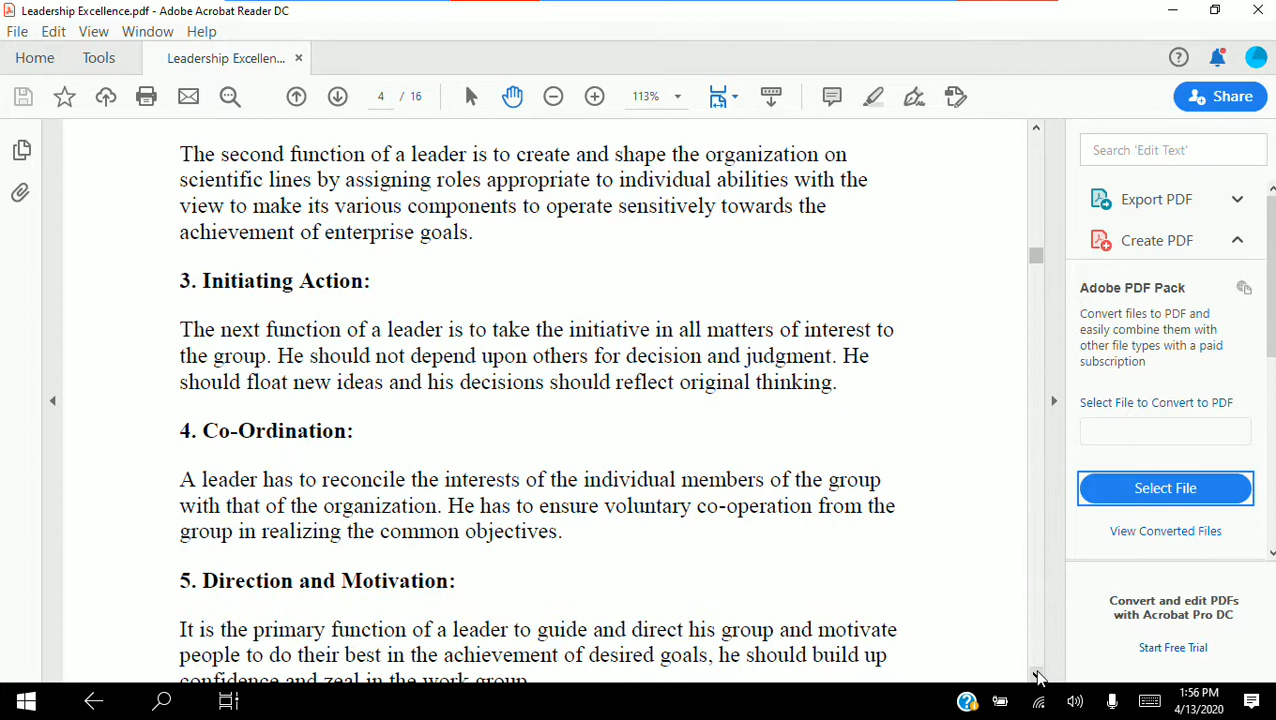 Leadership Excellence.pdf - Adobe Acrobat Reader DC
File Edit View Window Help
Home Tools Leadership Excellen... ×
4 / 16 113% Share
The second function of a leader is to create and shape the organization on
scientific lines by assigning roles appropriate to individual abilities with the
view to make its various components to operate sensitively towards the
achievement of enterprise goals.
3. Initiating Action:
The next function of a leader is to take the initiative in all matters of interest to
the group. He should not depend upon others for decision and judgment. He
should float new ideas and his decisions should reflect original thinking.
4. Co-Ordination:
A leader has to reconcile the interests of the individual members of the group
with that of the organization. He has to ensure voluntary co-operation from the
group in realizing the common objectives.
5. Direction and Motivation:
It is the primary function of a leader to guide and direct his group and motivate
people to do their best in the achievement of desired goals, he should build up
confidence and zeal in the work group.
Search 'Edit Text'
Export PDF
Create PDF
Adobe PDF Pack
Convert files to PDF and
easily combine them with
other file types with a paid
subscription
Select File to Convert to PDF
Select File
View Converted Files
Convert and edit PDFs
with Acrobat Pro DC
Start Free Trial
1:56 PM
4/13/2020